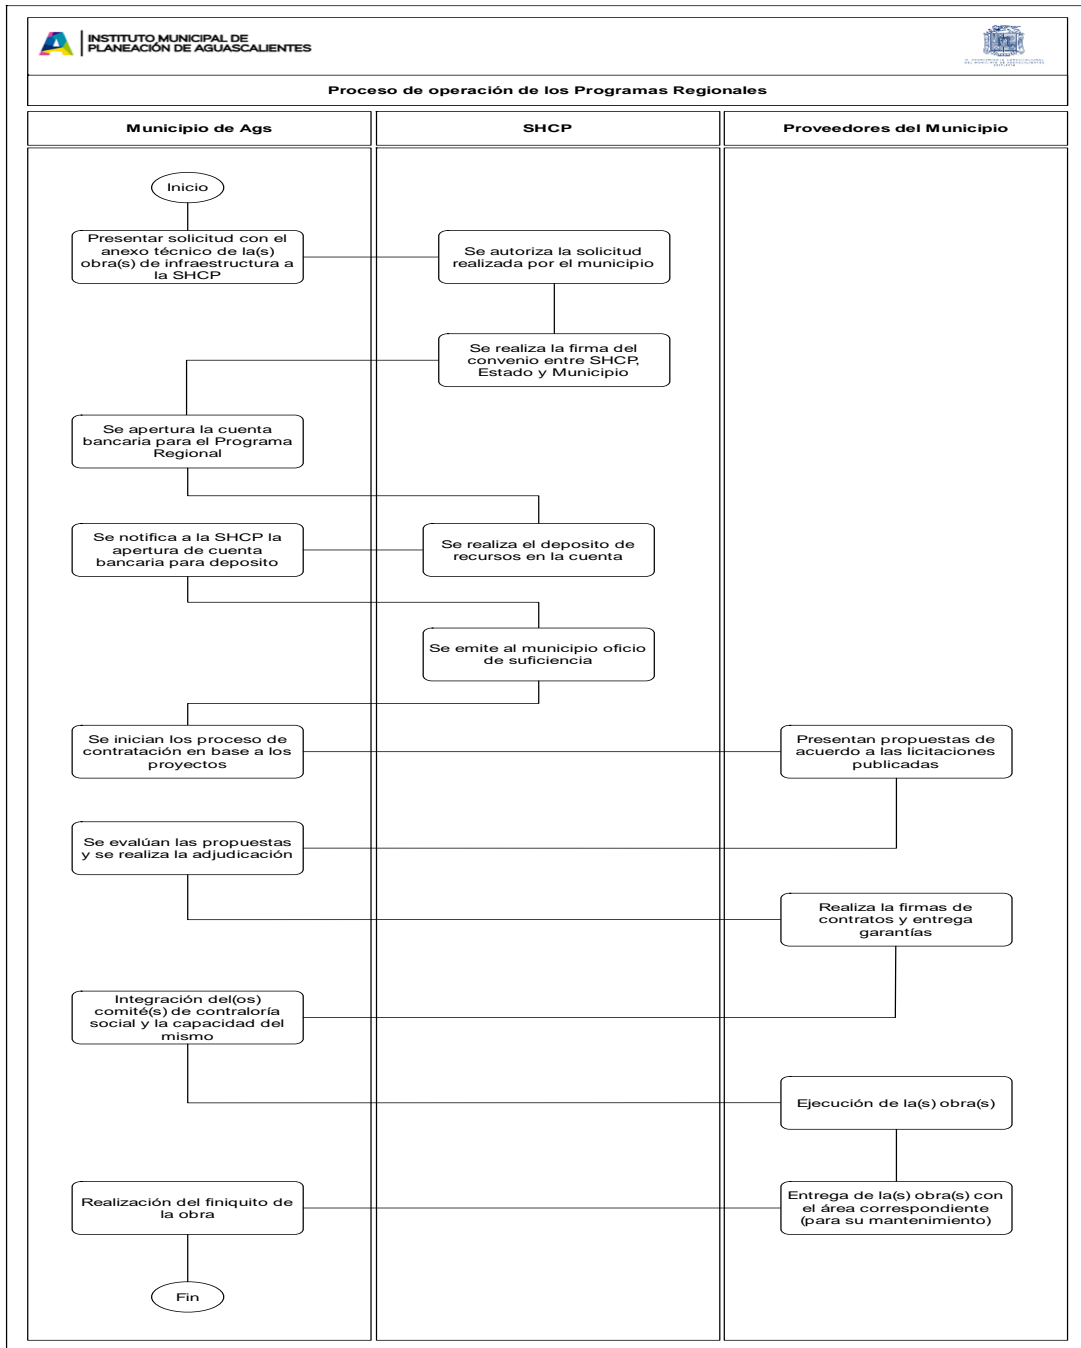 INSTITUTO MUNICIPAL DE
PLANEACIÓN DE AGUASCALIENTES
Proceso de operación de los Programas Regionales
Municipio de Ags
SHCP
Proveedores del Municipio
Inicio
Presentar solicitud con el
anexo técnico de la(s)
obra(s) de infraestructura a
la SHCP
Se autoriza la solicitud
realizada por el municipio
Se realiza la firma del
convenio entre SHCP,
Estado y Municipio
Se apertura la cuenta
bancaria para el Programa
Regional
Se notifica a la SHCP la
apertura de cuenta
bancaria para deposito
Se realiza el deposito de
recursos en la cuenta
Se emite al municipio oficio
de suficiencia
Se inician los proceso de
contratación en base a los
proyectos
Presentan propuestas de
acuerdo a las licitaciones
publicadas
Se evalúan las propuestas
y se realiza la adjudicación
Realiza la firmas de
contratos y entrega
garantías
Integración del(os)
comité(s) de contraloría
social y la capacidad del
mismo
Ejecución de la(s) obra(s)
Realización del finiquito de
la obra
Entrega de la(s) obra(s) con
el área correspondiente
(para su mantenimiento)
Fin